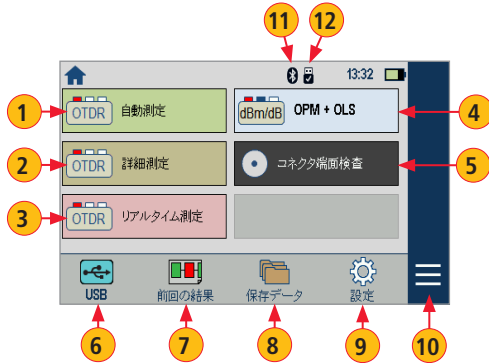 11 12
13:32
1 OTDR 自動測定
dBm/dB OPM + OLS 4
2 OTDR 詳細測定
コネクタ端面検査 5
3 OTDR リアルタイム測定
USB 前回の結果 保存データ 設定
6 7 8 9 10